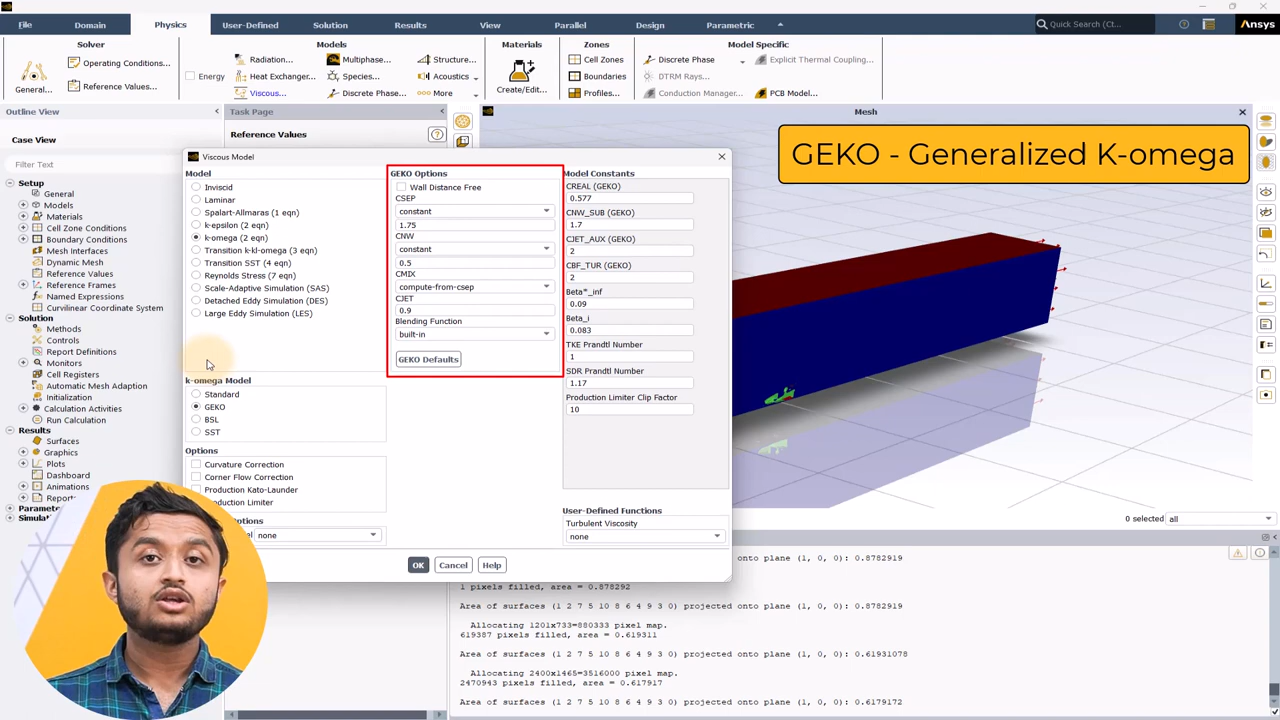 File
Domain
Physics
User-Defined
Solution
Results
View
Parallel
Design
Parametric
Quick Search (Ct...
Ansys
Solver
Models
Materials
Zones
Model Specific
General...
Operating Conditions...
Reference Values...
Energy
Radiation...
Heat Exchanger...
Viscous...
Multiphase...
Species...
Discrete Phase...
Structure...
Acoustics
More
Create/Edit...
Cell Zones
Boundaries
Profiles...
Discrete Phase
DTRM Rays...
Conduction Manager...
Explicit Thermal Coupling...
PCB Model...
Outline View
Case View
Filter Text
Setup
General
Models
Materials
Cell Zone Conditions
Boundary Conditions
Mesh Interfaces
Dynamic Mesh
Reference Values
Reference Frames
Named Expressions
Curvilinear Coordinate System
Solution
Methods
Controls
Report Definitions
Monitors
Cell Registers
Automatic Mesh Adaption
Initialization
Calculation Activities
Run Calculation
Results
Surfaces
Graphics
Plots
Dashboard
Animations
Task Page
Reference Values
Viscous Model
Model
Inviscid
Laminar
Spalart-Allmaras (1 eqn)
k-epsilon (2 eqn)
k-omega (2 eqn)
Transition k-kl-omega (3 eqn)
Transition SST (4 eqn)
Reynolds Stress (7 eqn)
Scale-Adaptive Simulation (SAS)
Detached Eddy Simulation (DES)
Large Eddy Simulation (LES)
k-omega Model
Standard
GEKO
BSL
SST
Options
Curvature Correction
Corner Flow Correction
Production Kato-Launder
Limiter
none
GEKO Options
Wall Distance Free
CSEP
constant
1.75
CNW
constant
0.5
CMIX
compute-from-csep
CJET
0.9
Blending Function
built-in
GEKO Defaults
Model Constants
CREAL (GEKO)
0.577
CNW_SUB (GEKO)
1.7
CJET_AUX (GEKO)
2
CBF_TUR (GEKO)
2
Beta*_inf
0.09
Beta_i
0.083
TKE Prandtl Number
1
SDR Prandtl Number
1.17
Production Limiter Clip Factor
10
User-Defined Functions
Turbulent Viscosity
none
OK
Cancel
Help
Mesh
GEKO - Generalized K-omega
0 selected
all
onto plane (1, 0, 0): 0.8782919
1 pixels filled, area = 0.878292
Area of surfaces (1 2 7 5 10 8 6 4 9 3 0) projected onto plane (1, 0, 0): 0.8782919
Allocating 1201x733=880333 pixel map.
619387 pixels filled, area = 0.619311
Area of surfaces (1 2 7 5 10 8 6 4 9 3 0) projected onto plane (1, 0, 0): 0.61931078
Allocating 2400x1465=3516000 pixel map.
2470943 pixels filled, area = 0.617917
Area of surfaces (1 2 7 5 10 8 6 4 9 3 0) projected onto plane (1, 0, 0): 0.6179172